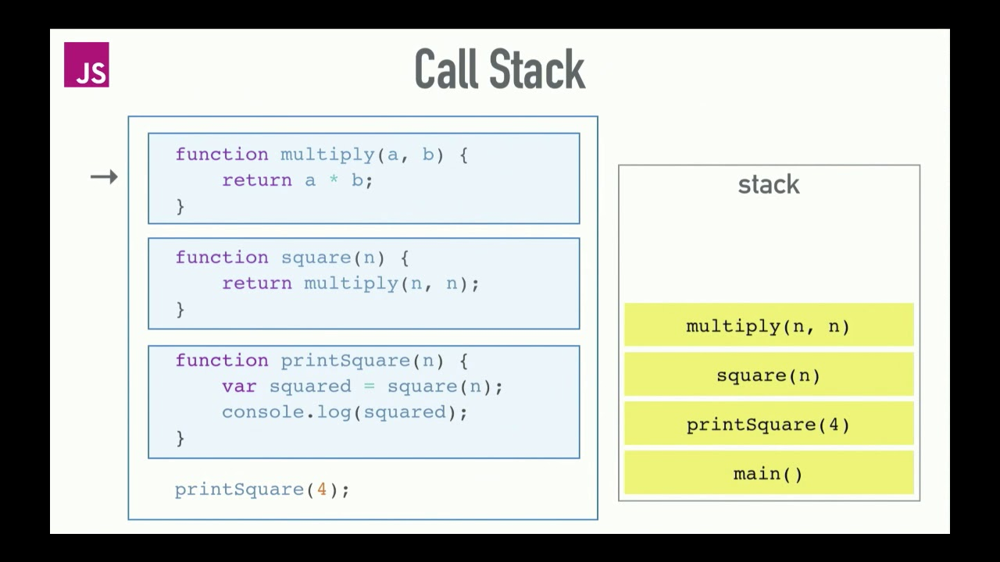 JS
Call Stack
function multiply(a, b) {
    return a * b;
}
function square(n) {
    return multiply(n, n);
}
function printSquare(n) {
    var squared = square(n);
    console.log(squared);
}
printSquare(4);
stack
multiply(n, n)
square(n)
printSquare(4)
main()